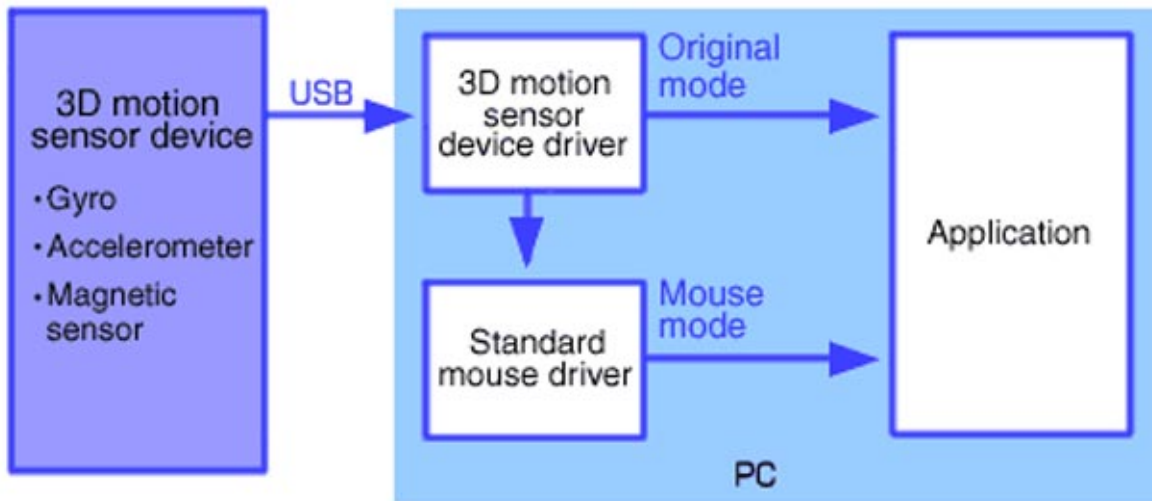 3D motion
sensor device
・Gyro
・Accelerometer
・Magnetic
sensor
USB
3D motion
sensor
device driver
Original
mode
Standard
mouse driver
Mouse
mode
Application
PC